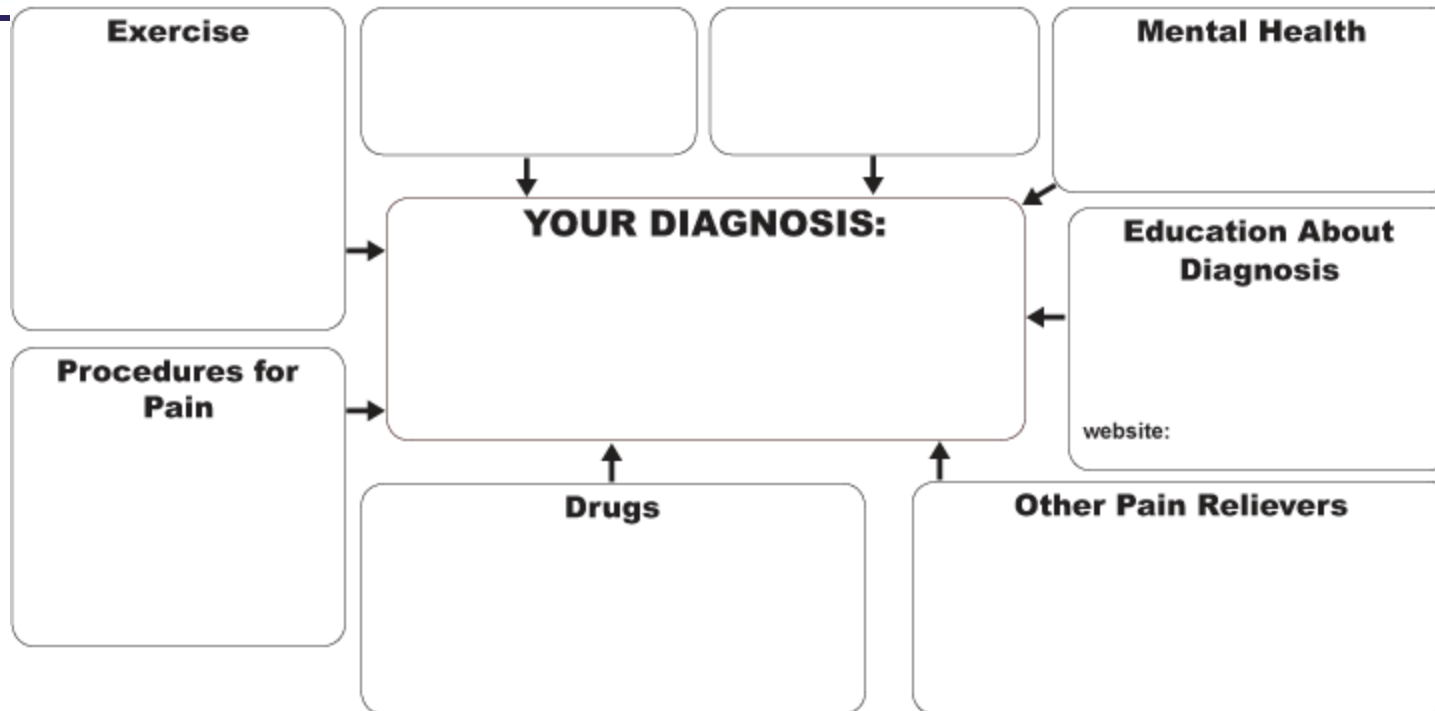 Exercise
Mental Health
YOUR DIAGNOSIS:
Education About
Diagnosis
website:
Procedures for
Pain
Drugs
Other Pain Relievers